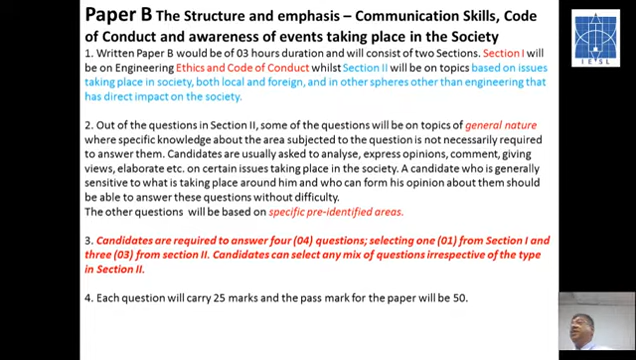 Paper B The Structure and emphasis – Communication Skills, Code
of Conduct and awareness of events taking place in the Society
1. Written Paper B would be of 03 hours duration and will consist of two Sections. Section I will
be on Engineering Ethics and Code of Conduct whilst Section II will be on topics based on issues
taking place in society, both local and foreign, and in other spheres other than engineering that
has direct impact on the society.
2. Out of the questions in Section II, some of the questions will be on topics of general nature
where specific knowledge about the area subjected to the question is not necessarily required
to answer them. Candidates are usually asked to analyse, express opinions, comment, giving
views, elaborate etc. on certain issues taking place in the society. A candidate who is generally
sensitive to what is taking place around him and who can form his opinion about them should
be able to answer these questions without difficulty.
The other questions will be based on specific pre-identified areas.
3. Candidates are required to answer four (04) questions; selecting one (01) from Section I and
three (03) from section II. Candidates can select any mix of questions irrespective of the type
in Section II.
4. Each question will carry 25 marks and the pass mark for the paper will be 50.
I E S L